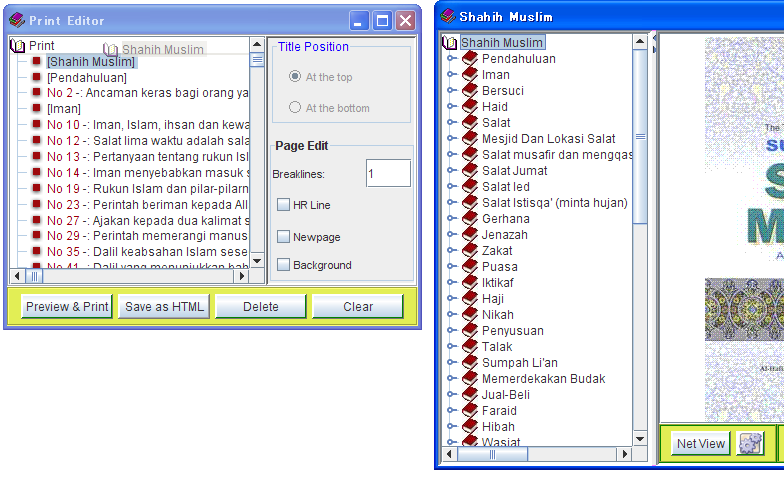 Print Editor
Print
Shahih Muslim
[Shahih Muslim]
[Pendahuluan]
No 2 -: Ancaman keras bagi orang ya
[Iman]
No 10 -: Iman, Islam, ihsan dan kewa
No 12 -: Salat lima waktu adalah sala
No 13 -: Pertanyaan tentang rukun Isl
No 14 -: Iman menyebabkan masuk s
No 19 -: Rukun Islam dan pilar-pilarn
No 23 -: Perintah beriman kepada All
No 27 -: Ajakan kepada dua kalimat s
No 29 -: Perintah memerangi manus
No 35 -: Dalil keabsahan Islam sese
No 41 -: Dalil yang menunjukkan bah
Title Position
At the top
At the bottom
Page Edit
Breaklines:
1
HR Line
Newpage
Background
Preview & Print
Save as HTML
Delete
Clear
Shahih Muslim
Shahih Muslim
Pendahuluan
Iman
Bersuci
Haid
Salat
Mesjid Dan Lokasi Salat
Salat musafir dan mengqas
Salat Jumat
Salat Ied
Salat Istisqa' (minta hujan)
Gerhana
Jenazah
Zakat
Puasa
Iktikaf
Haji
Nikah
Penyusuan
Talak
Sumpah Li'an
Memerdekakan Budak
Jual-Beli
Faraid
Hibah
Wasiat
The
S
M
A
Al-Hafi
Net View